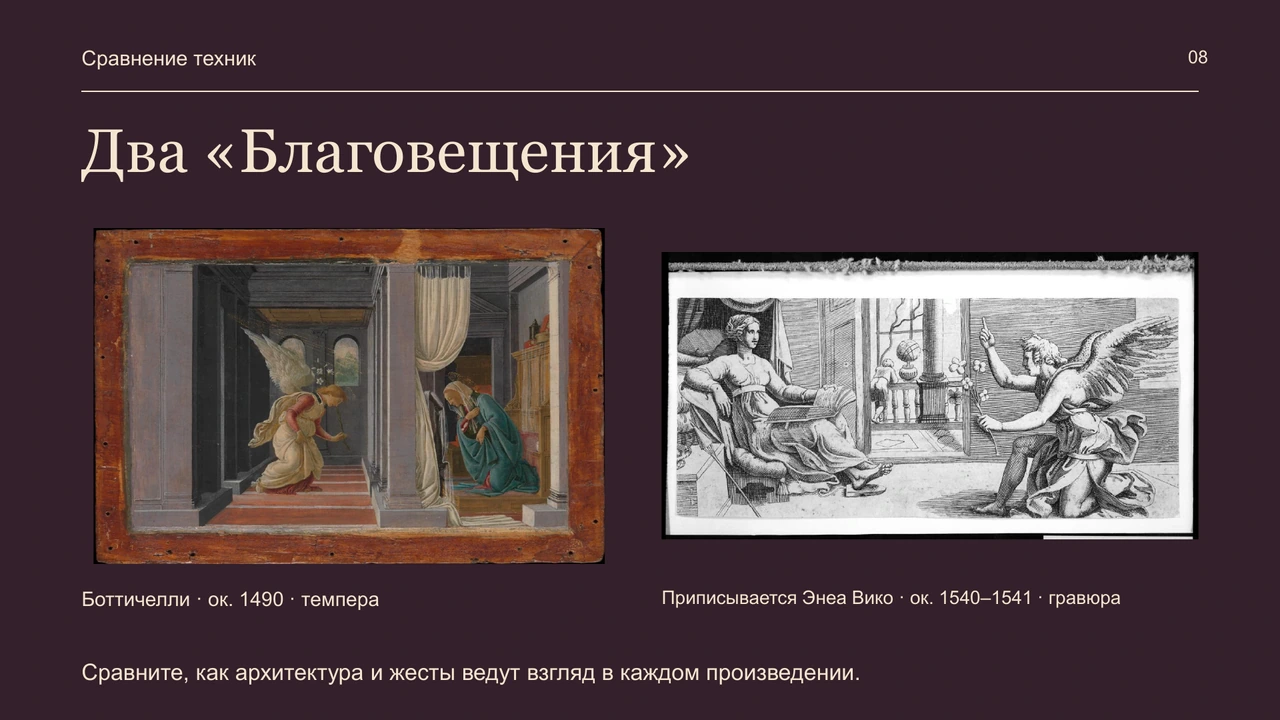 Сравнение техник
08
Два «Благовещения»
Боттичелли · ок. 1490 · темпера
Приписывается Энеа Вико · ок. 1540–1541 · гравюра
Сравните, как архитектура и жесты ведут взгляд в каждом произведении.